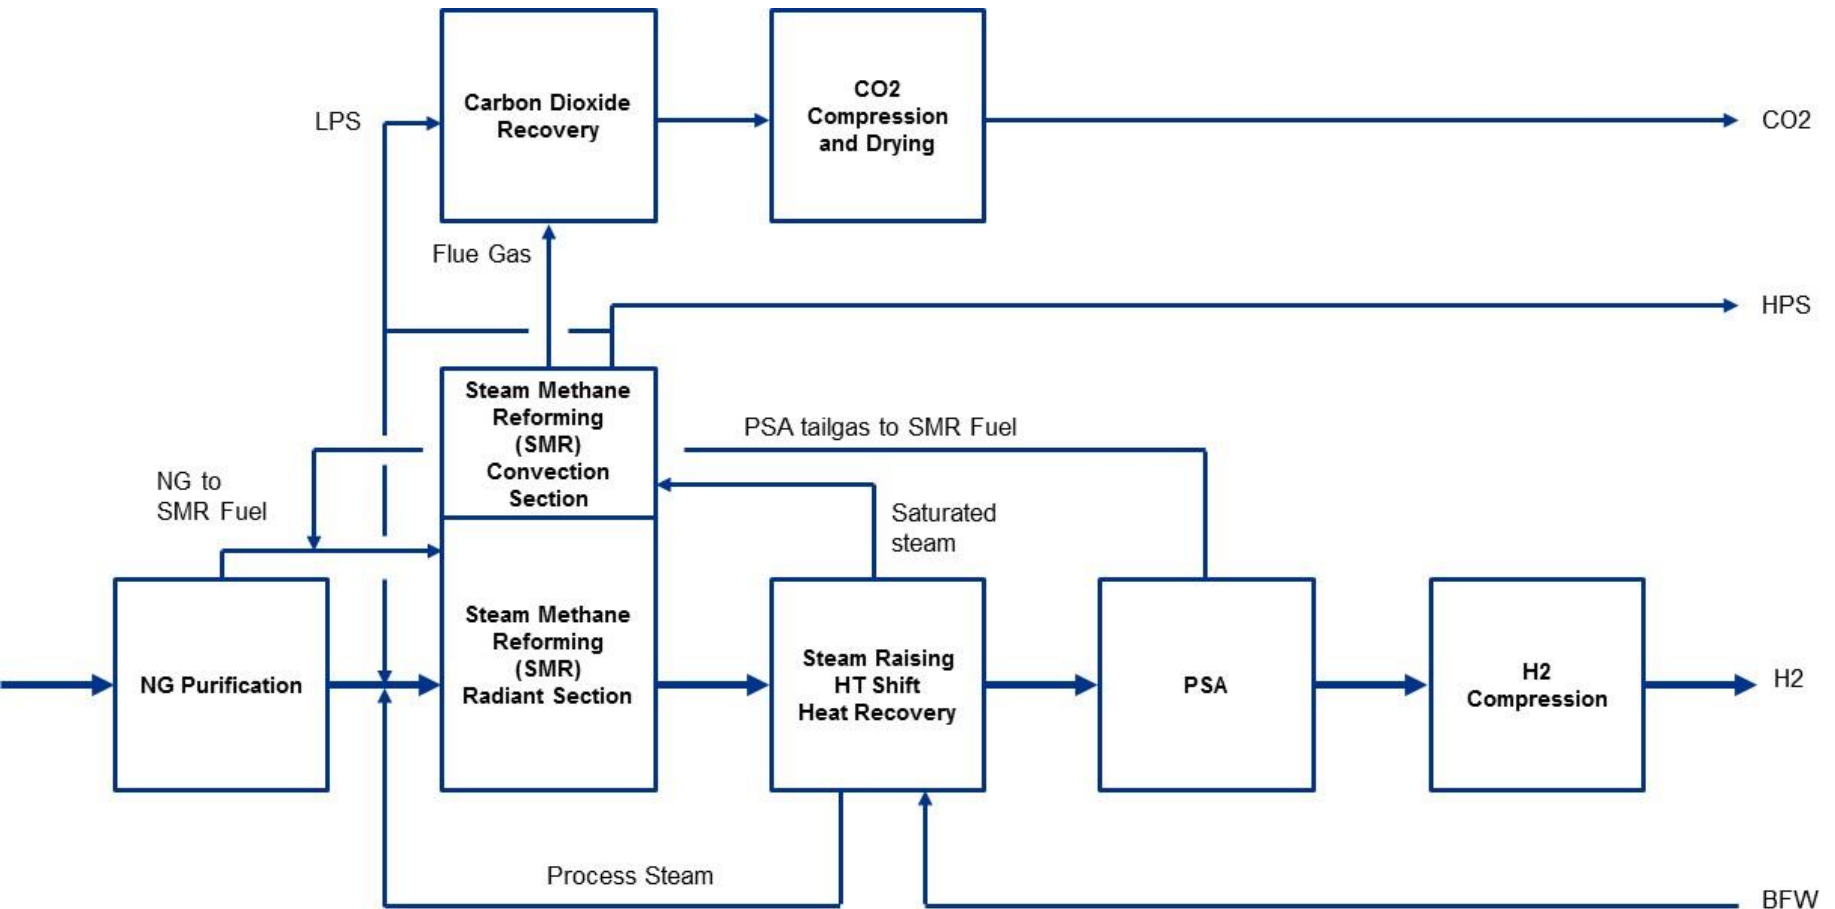 Carbon Dioxide
Recovery
CO2
Compression
and Drying
LPS
CO2
Flue Gas
HPS
Steam Methane
Reforming
(SMR)
Convection
Section
PSA tailgas to SMR Fuel
NG to
SMR Fuel
Saturated
steam
NG Purification
Steam Methane
Reforming
(SMR)
Radiant Section
Steam Raising
HT Shift
Heat Recovery
PSA
H2
Compression
H2
Process Steam
BFW